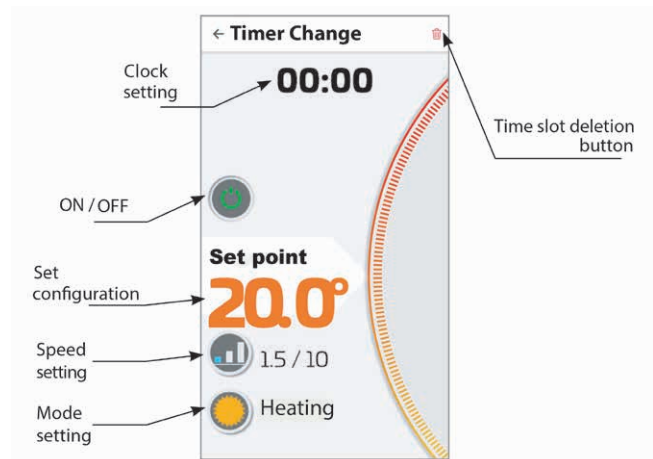 ← Timer Change
Clock
setting
00:00
Time slot deletion
button
ON / OFF
Set point
Set
configuration
20.0°
Speed
setting
1.5 / 10
Mode
setting
Heating